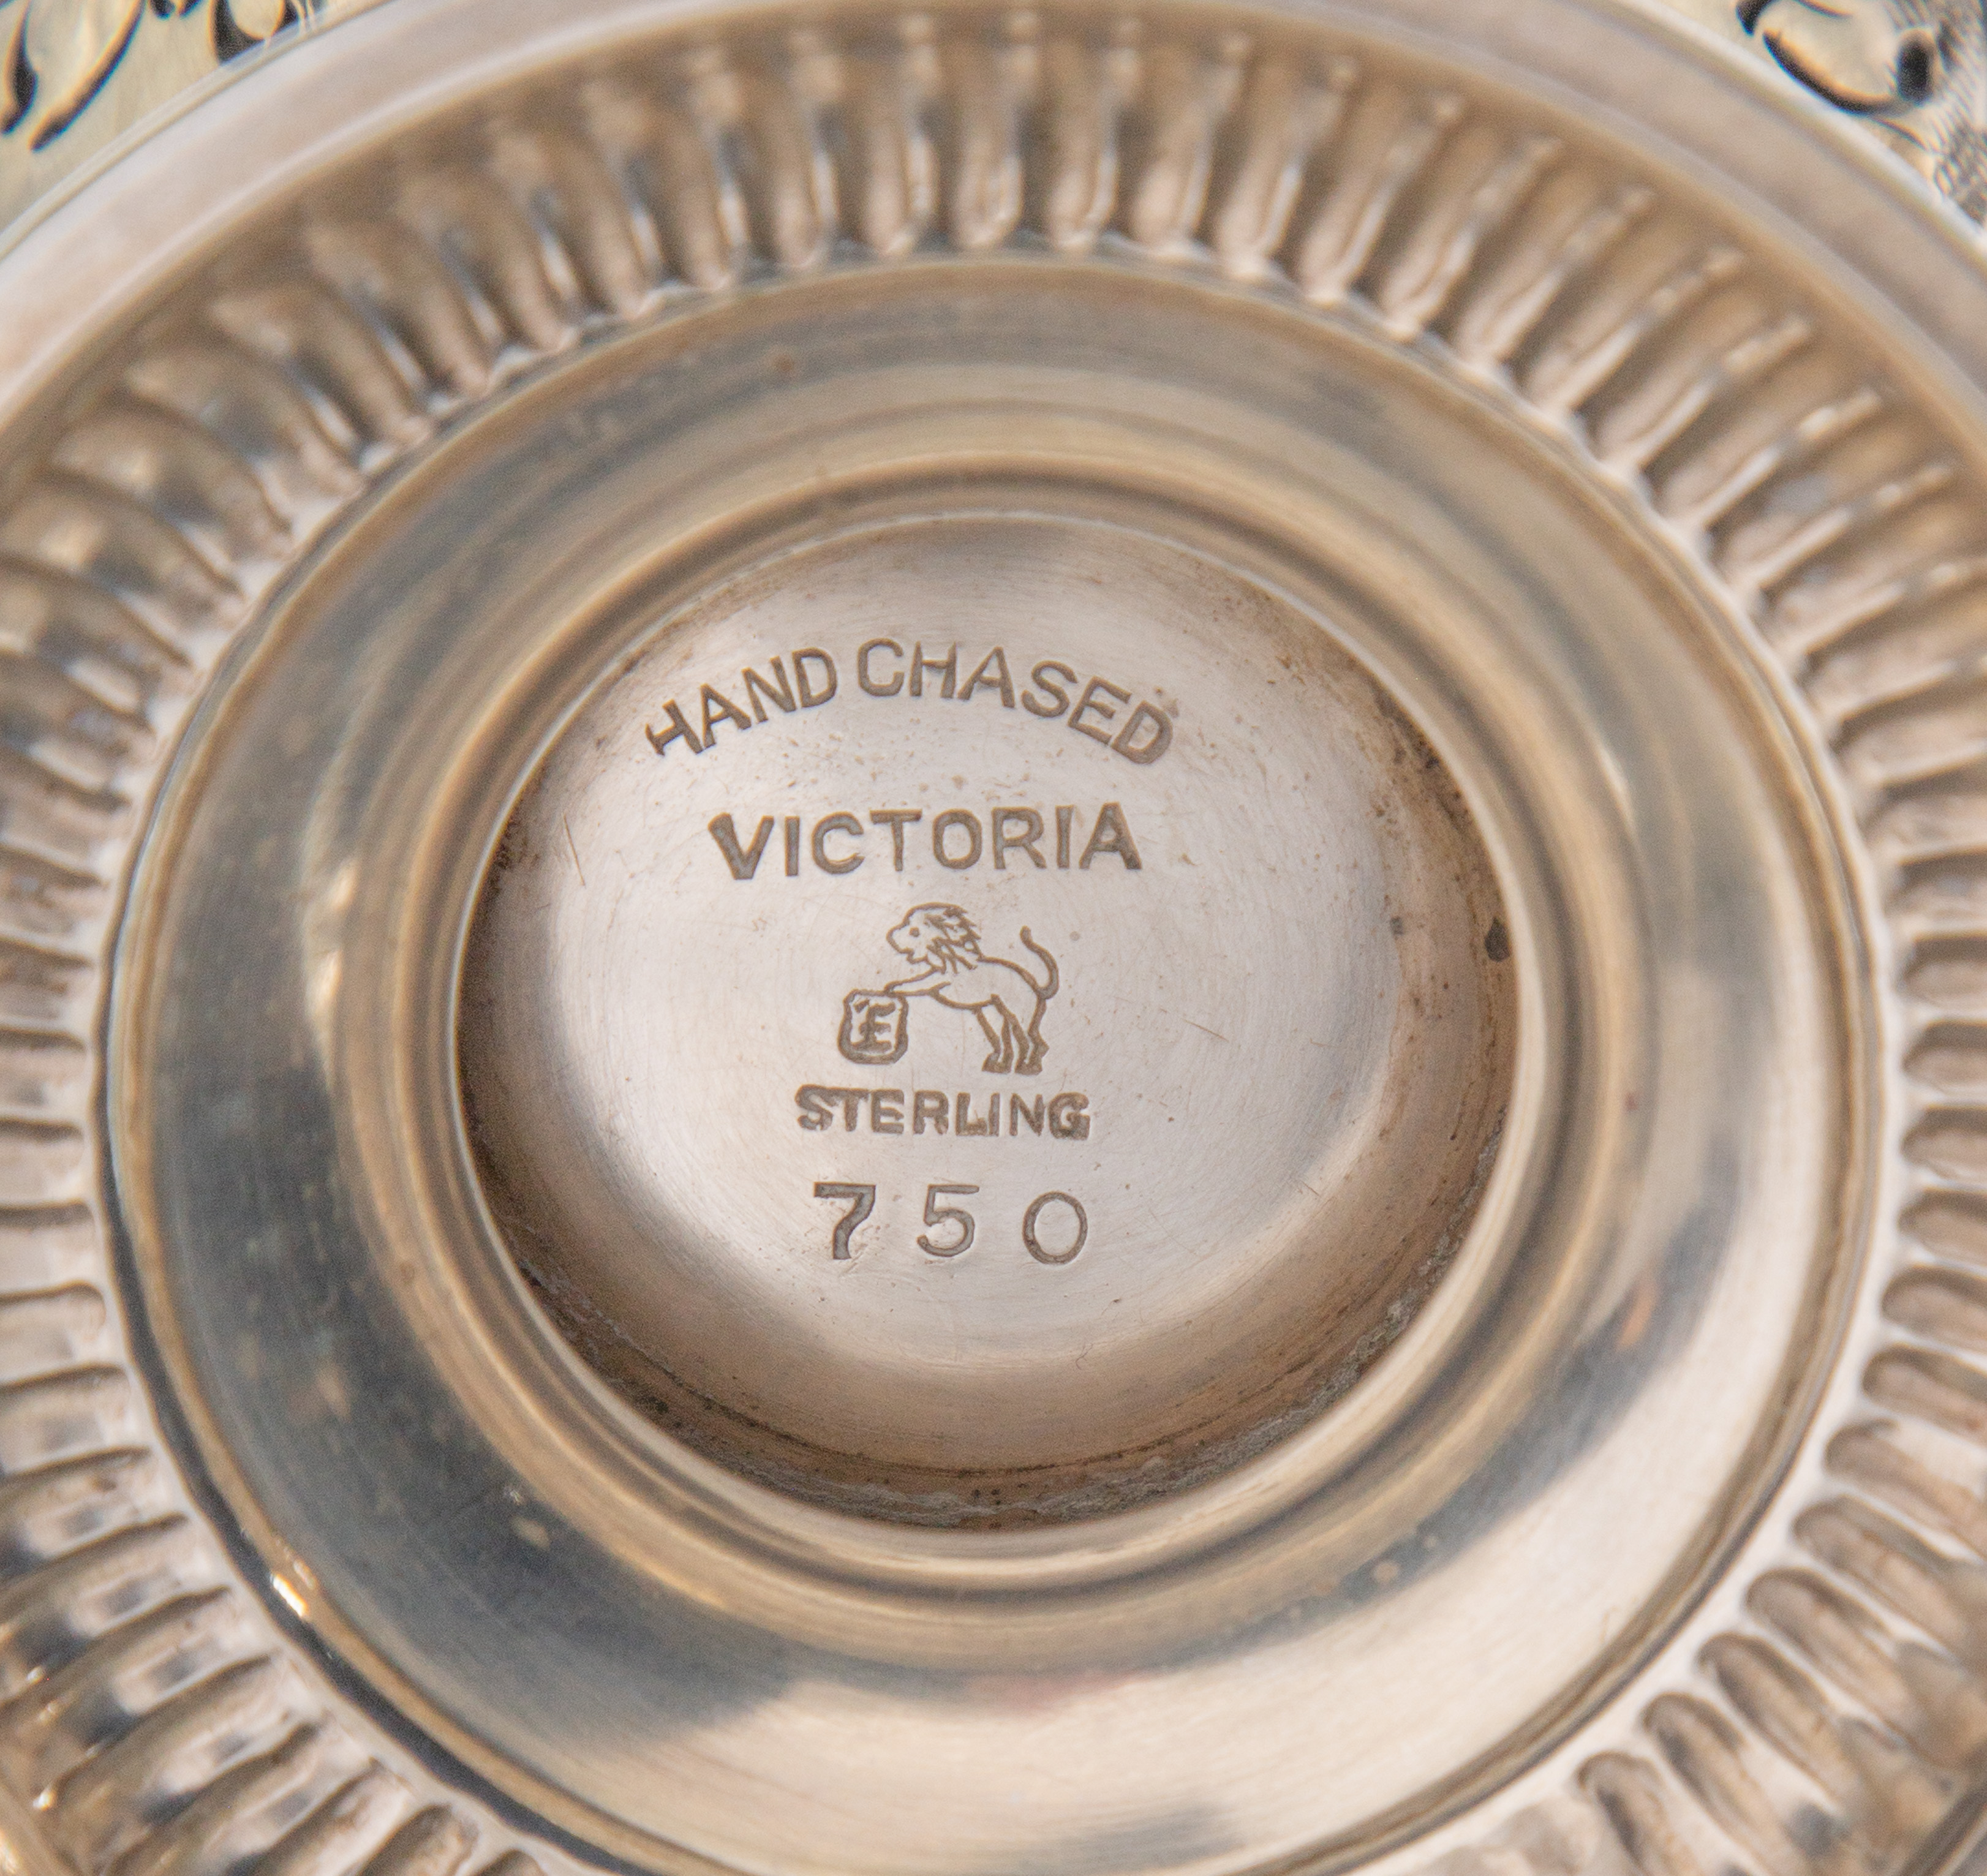 HAND CHASED
VICTORIA
E
STERLING
750